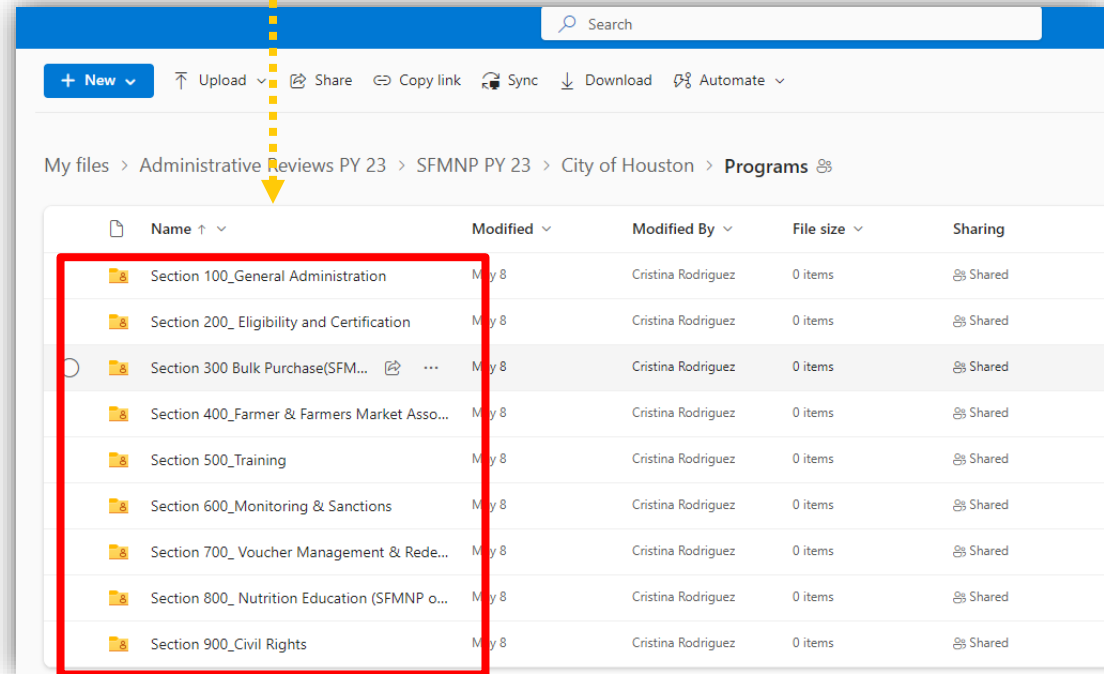 Search
+ New Upload Share Copy link Sync Download Automate
My files > Administrative Reviews PY 23 > SFMNP PY 23 > City of Houston > Programs
Name ↑ Modified Modified By File size Sharing
Section 100_General Administration May 8 Cristina Rodriguez 0 items Shared
Section 200_ Eligibility and Certification May 8 Cristina Rodriguez 0 items Shared
Section 300 Bulk Purchase(SFM... ... May 8 Cristina Rodriguez 0 items Shared
Section 400_Farmer & Farmers Market Asso... May 8 Cristina Rodriguez 0 items Shared
Section 500_Training May 8 Cristina Rodriguez 0 items Shared
Section 600_Monitoring & Sanctions May 8 Cristina Rodriguez 0 items Shared
Section 700_ Voucher Management & Rede... May 8 Cristina Rodriguez 0 items Shared
Section 800_ Nutrition Education (SFMNP o... May 8 Cristina Rodriguez 0 items Shared
Section 900_Civil Rights May 8 Cristina Rodriguez 0 items Shared